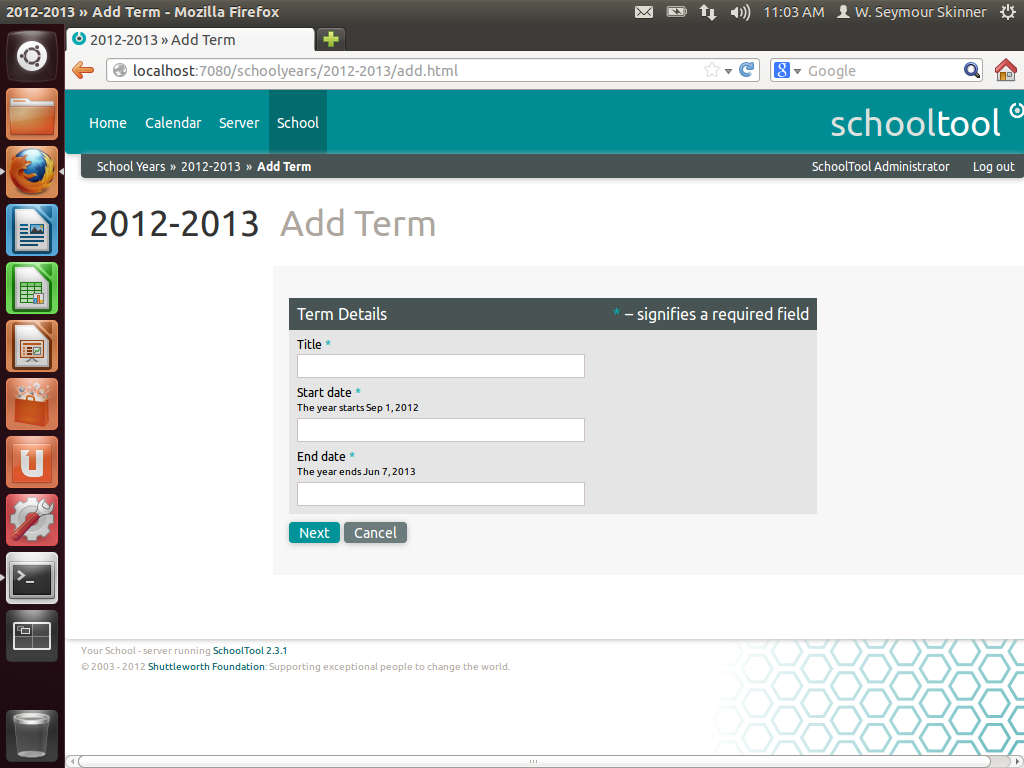 2012-2013 » Add Term - Mozilla Firefox
11:03 AM
W. Seymour Skinner
2012-2013 » Add Term
localhost:7080/schoolyears/2012-2013/add.html
Google
Home
Calendar
Server
School
schooltool
School Years » 2012-2013 » Add Term
SchoolTool Administrator
Log out
2012-2013 Add Term
Term Details
* – signifies a required field
Title *
Start date *
The year starts Sep 1, 2012
End date *
The year ends Jun 7, 2013
Next
Cancel
Your School - server running SchoolTool 2.3.1
© 2003 - 2012 Shuttleworth Foundation: Supporting exceptional people to change the world.